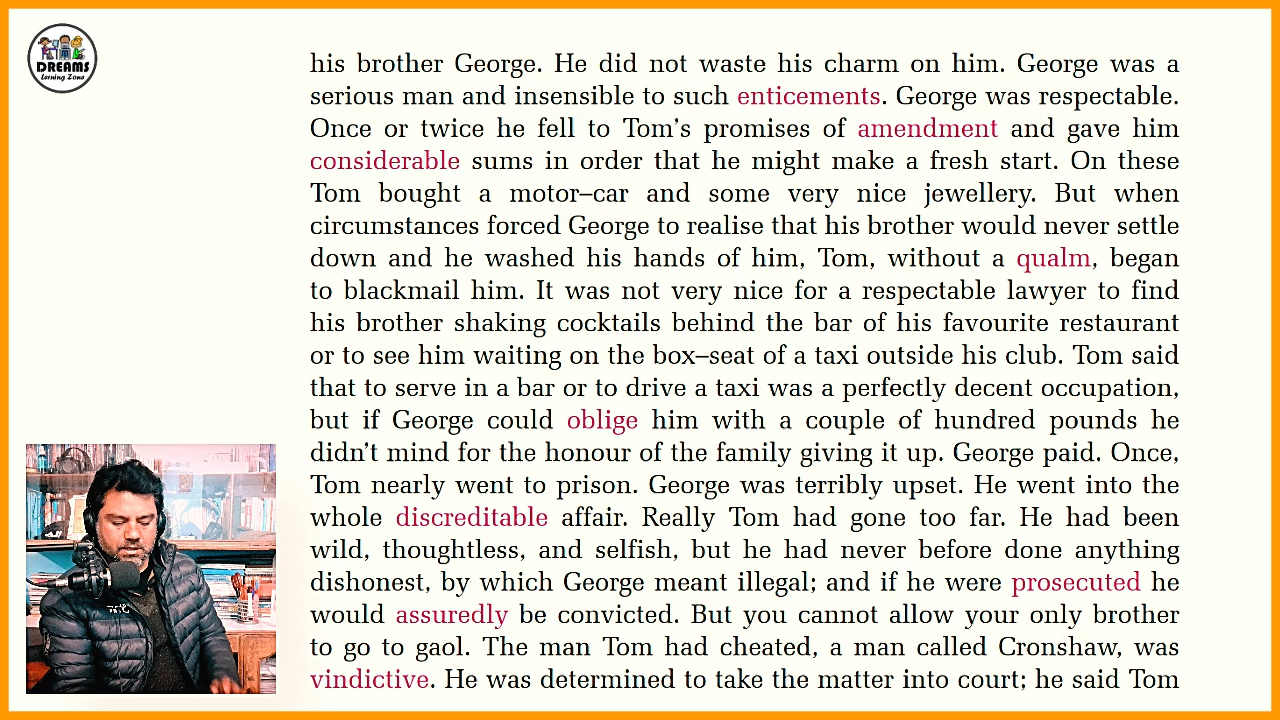 DREAMS
Lerning Zone
his brother George. He did not waste his charm on him. George was a
serious man and insensible to such enticements. George was respectable.
Once or twice he fell to Tom’s promises of amendment and gave him
considerable sums in order that he might make a fresh start. On these
Tom bought a motor–car and some very nice jewellery. But when
circumstances forced George to realise that his brother would never settle
down and he washed his hands of him, Tom, without a qualm, began
to blackmail him. It was not very nice for a respectable lawyer to find
his brother shaking cocktails behind the bar of his favourite restaurant
or to see him waiting on the box–seat of a taxi outside his club. Tom said
that to serve in a bar or to drive a taxi was a perfectly decent occupation,
but if George could oblige him with a couple of hundred pounds he
didn’t mind for the honour of the family giving it up. George paid. Once,
Tom nearly went to prison. George was terribly upset. He went into the
whole discreditable affair. Really Tom had gone too far. He had been
wild, thoughtless, and selfish, but he had never before done anything
dishonest, by which George meant illegal; and if he were prosecuted he
would assuredly be convicted. But you cannot allow your only brother
to go to gaol. The man Tom had cheated, a man called Cronshaw, was
vindictive. He was determined to take the matter into court; he said Tom